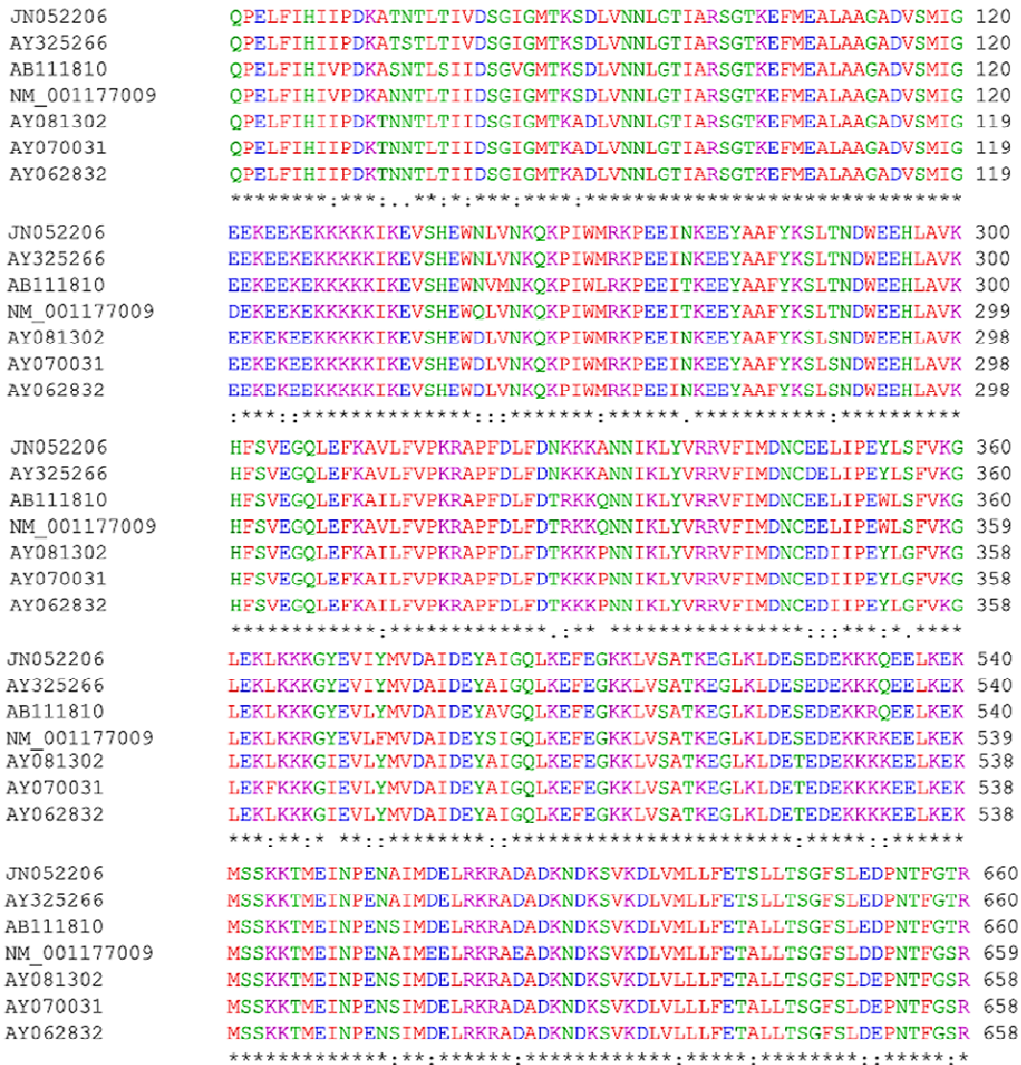 JN052206 QPELFIHIIPDKATNTLTIVDSGIGMTKSDLVNNLGTIARSGTKEFMEALAAGADVSMIG 120
AY325266 QPELFIHIIPDKATSTLTIVDSGIGMTKSDLVNNLGTIARSGTKEFMEALAAGADVSMIG 120
AB111810 QPELFIHIVPDKASNTLSIIDSGVGMTKSDLVNNLGTIARSGTKEFMEALAAGADVSMIG 120
NM_001177009 QPELFIHIVPDKANNTLTIIDSGIGMTKSDLVNNLGTIARSGTKEFMEALAAGADVSMIG 120
AY081302 QPELFIHIIPDKTNNTLTIIDSGIGMTKADLVNNLGTIARSGTKEFMEALAAGADVSMIG 119
AY070031 QPELFIHIIPDKTNNTLTIIDSGIGMTKADLVNNLGTIARSGTKEFMEALAAGADVSMIG 119
AY062832 QPELFIHIIPDKTNNTLTIIDSGIGMTKADLVNNLGTIARSGTKEFMEALAAGADVSMIG 119
********:***:..**:*:***:****:*******************************
JN052206 EEKEEKEKKKKKIKEVSHEWNLVNKQKPIWMRKPEEINKEEYAAFYKSLTNDWEEHLAVK 300
AY325266 EEKEEKEKKKKKIKEVSHEWNLVNKQKPIWMRKPEEINKEEYAAFYKSLTNDWEEHLAVK 300
AB111810 EEKEEKEKKKKKIKEVSHEWNVMNKQKPIWLRKPEEITKEEYAAFYKSLTNDWEEHLAVK 300
NM_001177009 DEKEEKEKKKKKIKEVSHEWQLVNKQKPIWMRKPEEITKEEYAAFYKSLTNDWEEHLAVK 299
AY081302 EEKEKEEKKKKKIKEVSHEWDLVNKQKPIWMRKPEEINKEEYAAFYKSLSNDWEEHLAVK 298
AY070031 EEKEKEEKKKKKIKEVSHEWDLVNKQKPIWMRKPEEINKEEYAAFYKSLSNDWEEHLAVK 298
AY062832 EEKEKEEKKKKKIKEVSHEWDLVNKQKPIWMRKPEEINKEEYAAFYKSLSNDWEEHLAVK 298
:***::**************:::*******:******.***********:**********
JN052206 HFSVEGQLEFKAVLFVPKRAPFDLFDNKKKANNIKLYVRRVFIMDNCEELIPEYLSFVKG 360
AY325266 HFSVEGQLEFKAVLFVPKRAPFDLFDNKKKANNIKLYVRRVFIMDNCEELIPEYLSFVKG 360
AB111810 HFSVEGQLEFKAILFVPKRAPFDLFDTRKKQNNIKLYVRRVFIMDNCEELIPEWLSFVKG 360
NM_001177009 HFSVEGQLEFKAVLFVPKRAPFDLFDTRKKQNNIKLYVRRVFIMDNCEELIPEWLSFVKG 359
AY081302 HFSVEGQLEFKAILFVPKRAPFDLFDTKKKPNNIKLYVRRVFIMDNCEDIIPEYLGFVKG 358
AY070031 HFSVEGQLEFKAILFVPKRAPFDLFDTKKKPNNIKLYVRRVFIMDNCEDIIPEYLGFVKG 358
AY062832 HFSVEGQLEFKAILFVPKRAPFDLFDTKKKPNNIKLYVRRVFIMDNCEDIIPEYLGFVKG 358
************:*************.:** *****************:::**:*.****
JN052206 LEKLKKKGYEVIYMVDAIDEYAIGQLKEFEGKKLVSATKEGLKLDESEDEKKKQEELKEK 540
AY325266 LEKLKKKGYEVIYMVDAIDEYAIGQLKEFEGKKLVSATKEGLKLDESEDEKKKQEELKEK 540
AB111810 LEKLKKKGYEVLYMVDAIDEYAVGQLKEFEGKKLVSATKEGLKLDESEDEKKRQEELKEK 540
NM_001177009 LEKLKKRGYEVLFMVDAIDEYSIGQLKEFEGKKLVSATKEGLKLDESEDEKKRKEELKEK 539
AY081302 LEKLKKKGIEVLYMVDAIDEYAIGQLKEFEGKKLVSATKEGLKLDETEDEKKKKEELKEK 538
AY070031 LEKFKKKGIEVLYMVDAIDEYAIGQLKEFEGKKLVSATKEGLKLDETEDEKKKKEELKEK 538
AY062832 LEKLKKKGIEVLYMVDAIDEYAIGQLKEFEGKKLVSATKEGLKLDETEDEKKKKEELKEK 538
***:**:* **::********::***********************:*****::******
JN052206 MSSKKTMEINPENAIMDELRKRADADKNDKSVKDLVMLLFETSLLTSGFSLEDPNTFGTR 660
AY325266 MSSKKTMEINPENAIMDELRKRADADKNDKSVKDLVMLLFETSLLTSGFSLEDPNTFGTR 660
AB111810 MSSKKTMEINPENSIMDELRKRADADKNDKSVKDLVMLLFETALLTSGFSLEDPNTFGTR 660
NM_001177009 MSSKKTMEINPENAIMEELRKRAEADKNDKSVKDLVMLLFETALLTSGFSLDDPNTFGSR 659
AY081302 MSSKKTMEINPENSIMDELRKRADADKNDKSVKDLVLLLFETALLTSGFSLDEPNTFGSR 658
AY070031 MSSKKTMEINPENSIMDELRKRADADKNDKSVKDLVLLLFETALLTSGFSLDEPNTFGSR 658
AY062832 MSSKKTMEINPENSIMDELRKRADADKNDKSVKDLVLLLFETALLTSGFSLDEPNTFGSR 658
*************:**:******:************:*****:********::*****:*